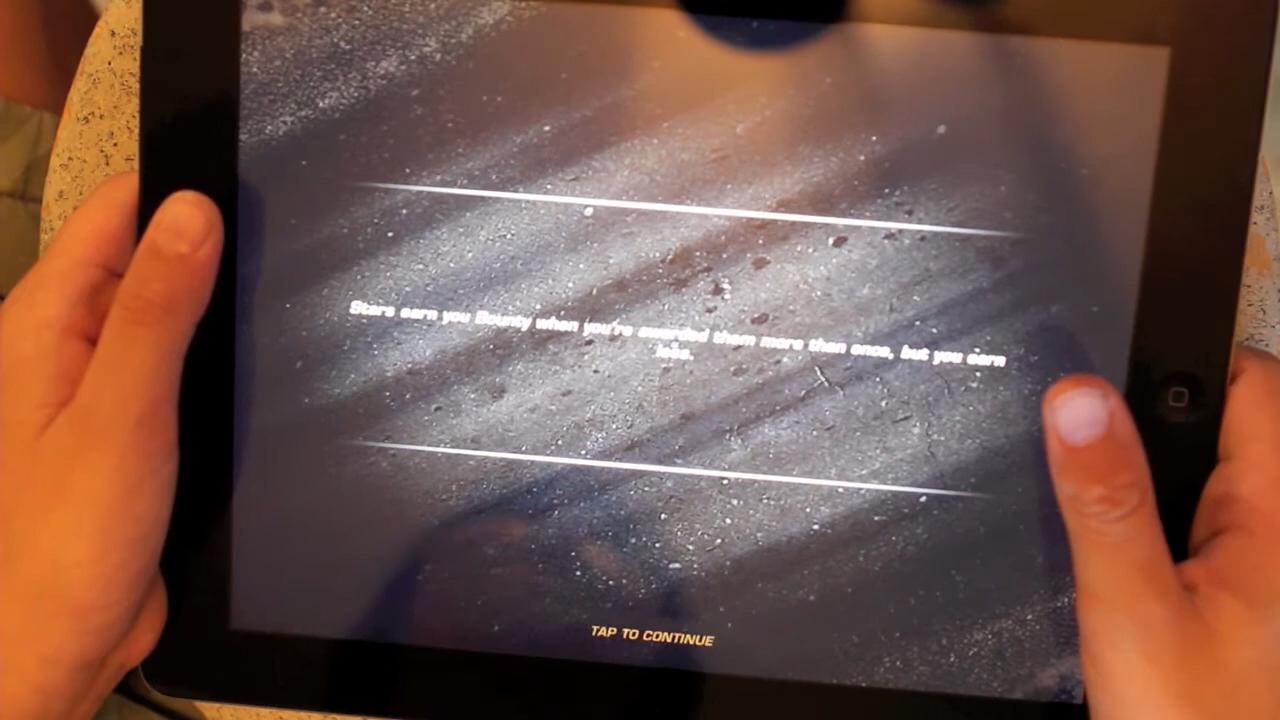 Stars earn you Bounty when you're awarded them more than once, but you earn
less.
TAP TO CONTINUE